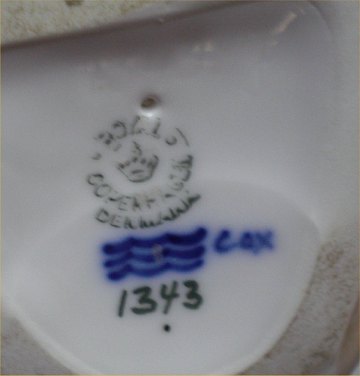 ROYAL
COPENHAGEN
DENMARK
COX
1343